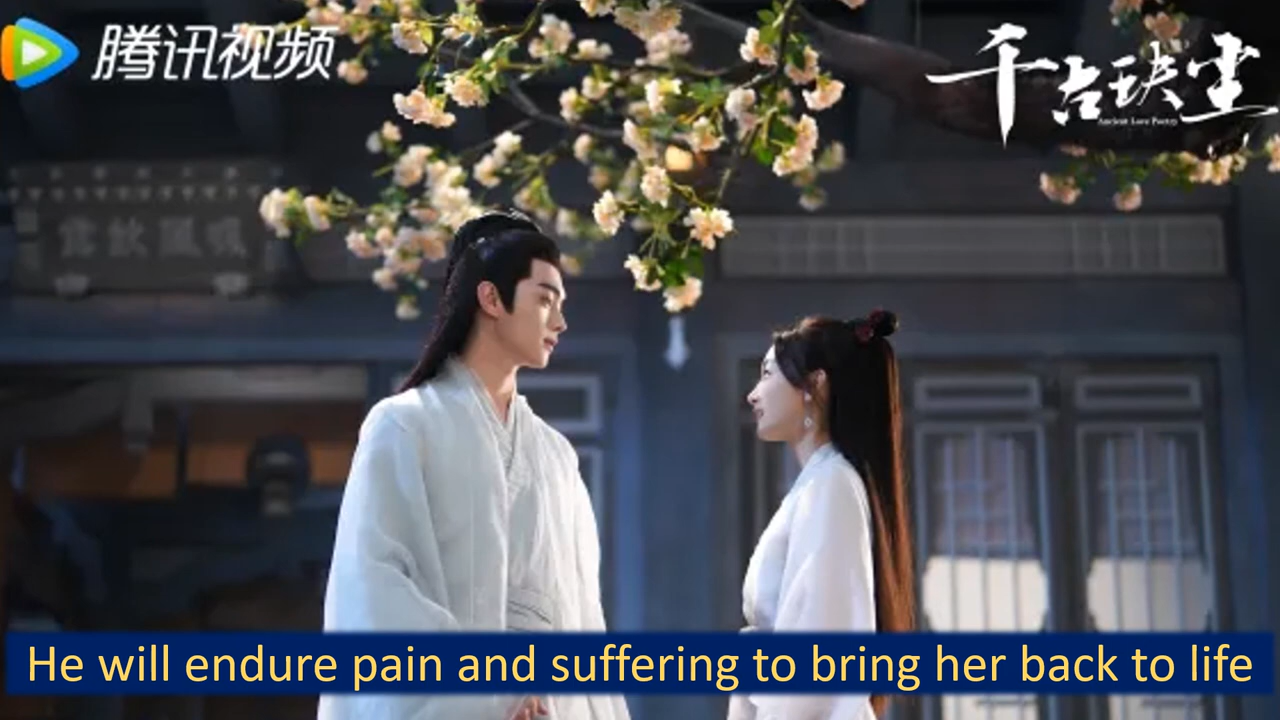 腾讯视频
千古玦尘
Ancient Love Poetry
He will endure pain and suffering to bring her back to life